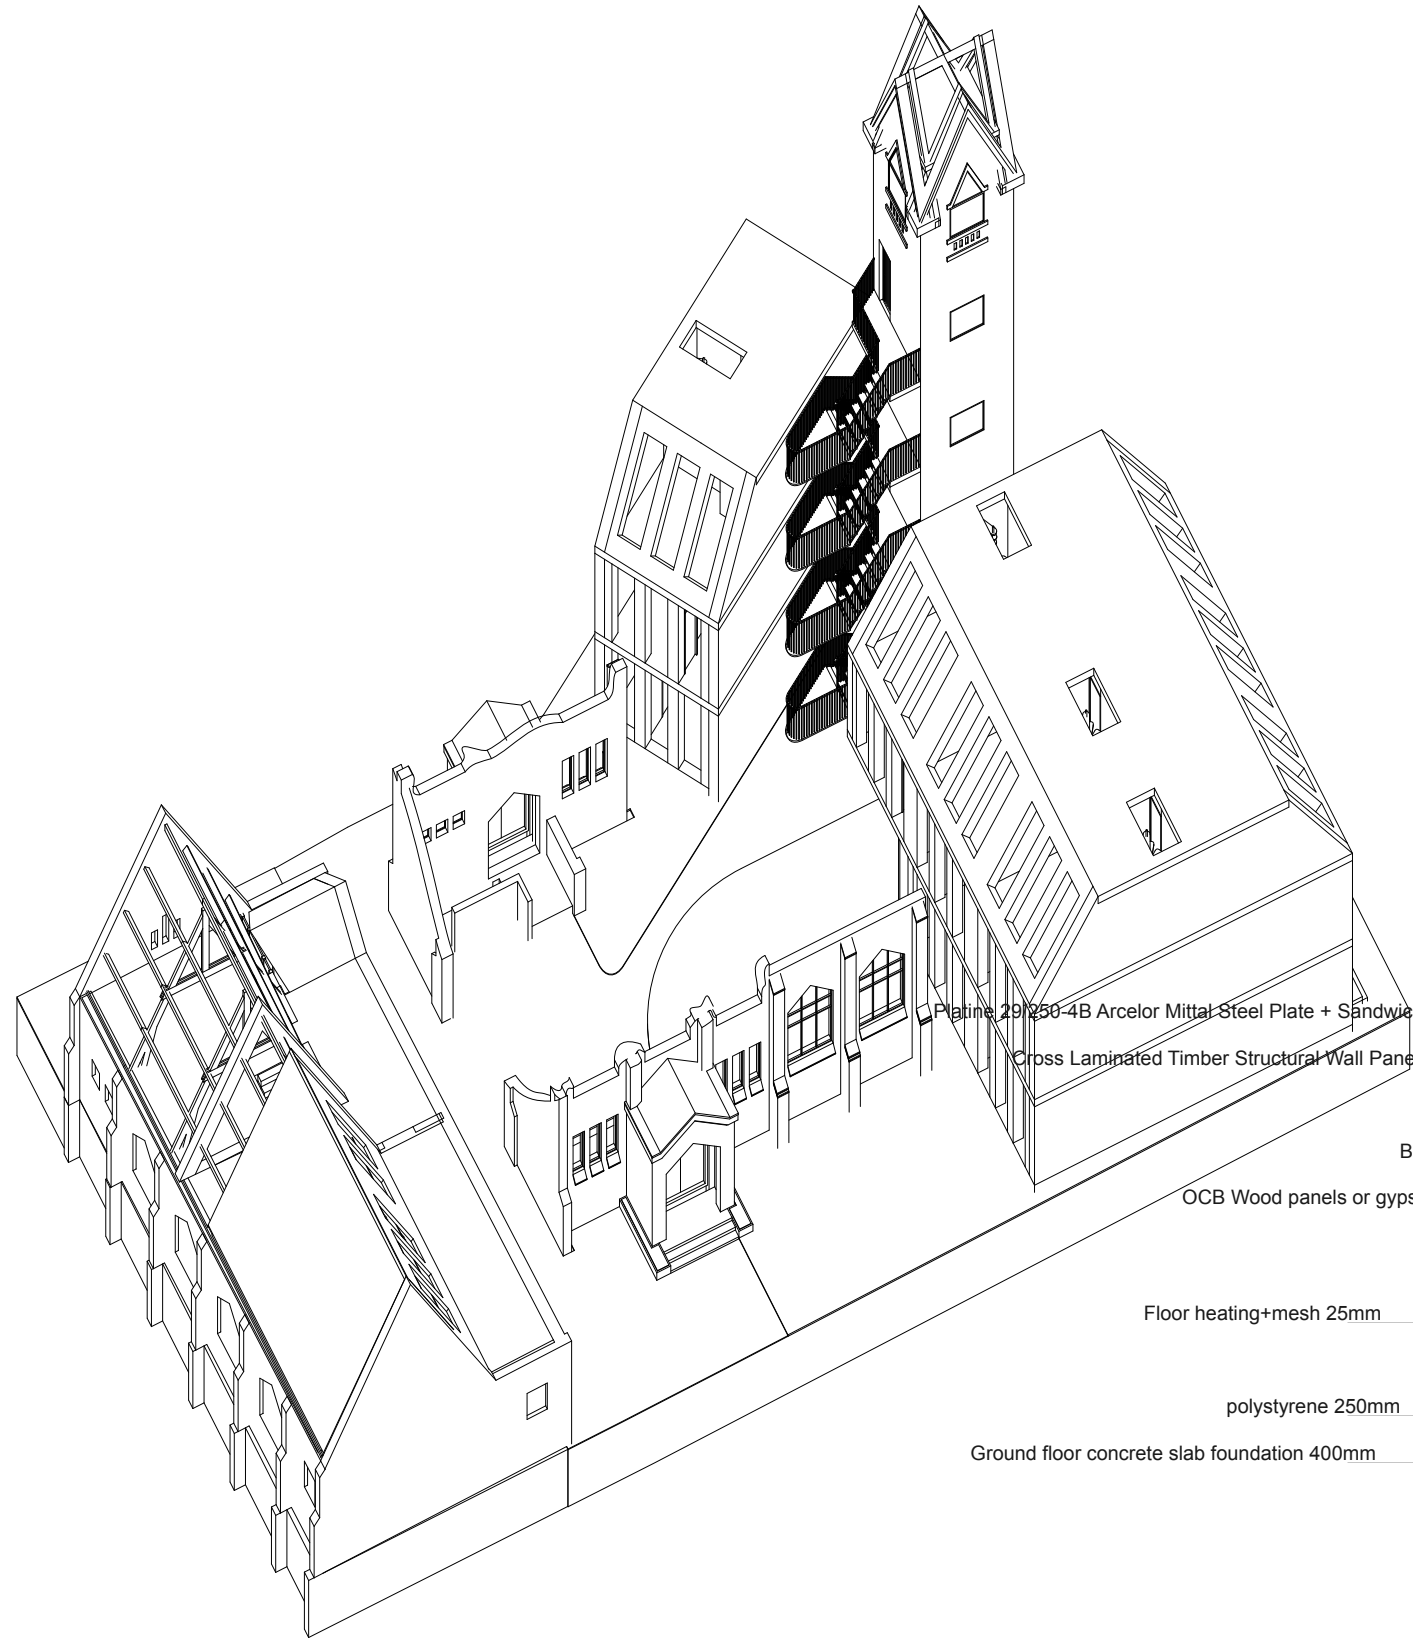 Platine 29/250-4B Arcelor Mittal Steel Plate + Sandwic
Cross Laminated Timber Structural Wall Pane
B
OCB Wood panels or gyps
Floor heating+mesh 25mm
polystyrene 250mm
Ground floor concrete slab foundation 400mm